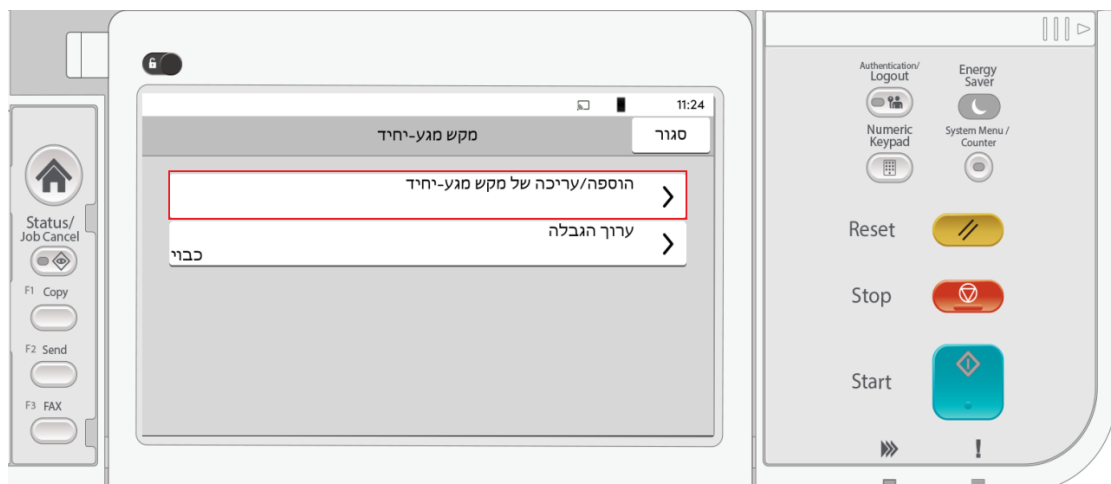 11:24
סגור
מקש מגע-יחיד
הוספה/עריכה של מקש מגע-יחיד
ערוך הגבלה
כבוי
Status/
Job Cancel
F1 Copy
F2 Send
F3 FAX
Authentication/
Logout
Energy
Saver
Numeric
Keypad
System Menu /
Counter
Reset
Stop
Start